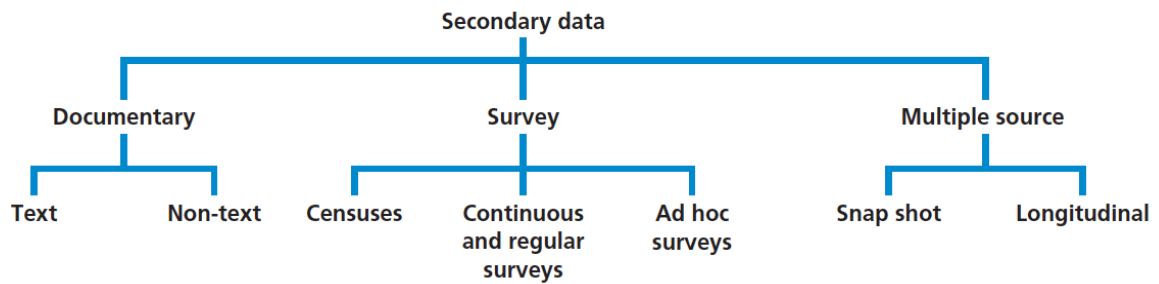 Secondary data
Documentary
Survey
Multiple source
Text
Non-text
Censuses
Continuous
and regular
surveys
Ad hoc
surveys
Snap shot
Longitudinal